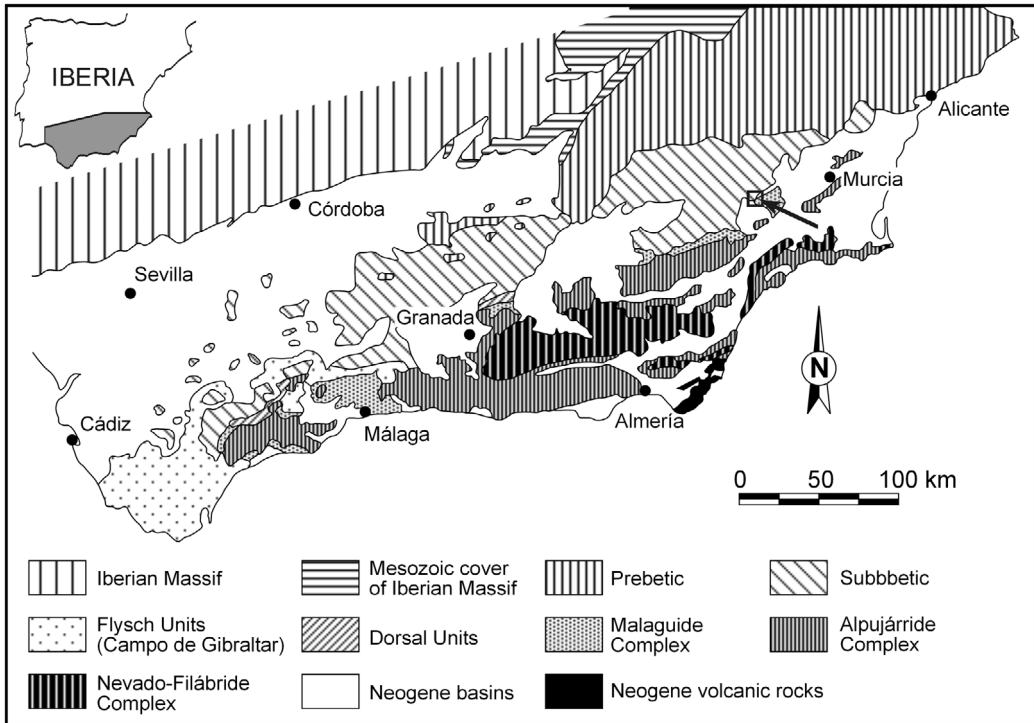 IBERIA
Alicante
Murcia
Córdoba
Sevilla
Granada
N
Almería
Cádiz
Málaga
0 50 100 km
Iberian Massif
Mesozoic cover
of Iberian Massif
Prebetic
Subbbetic
Flysch Units
(Campo de Gibraltar)
Dorsal Units
Malaguide
Complex
Alpujárride
Complex
Nevado-Filábride
Complex
Neogene basins
Neogene volcanic rocks